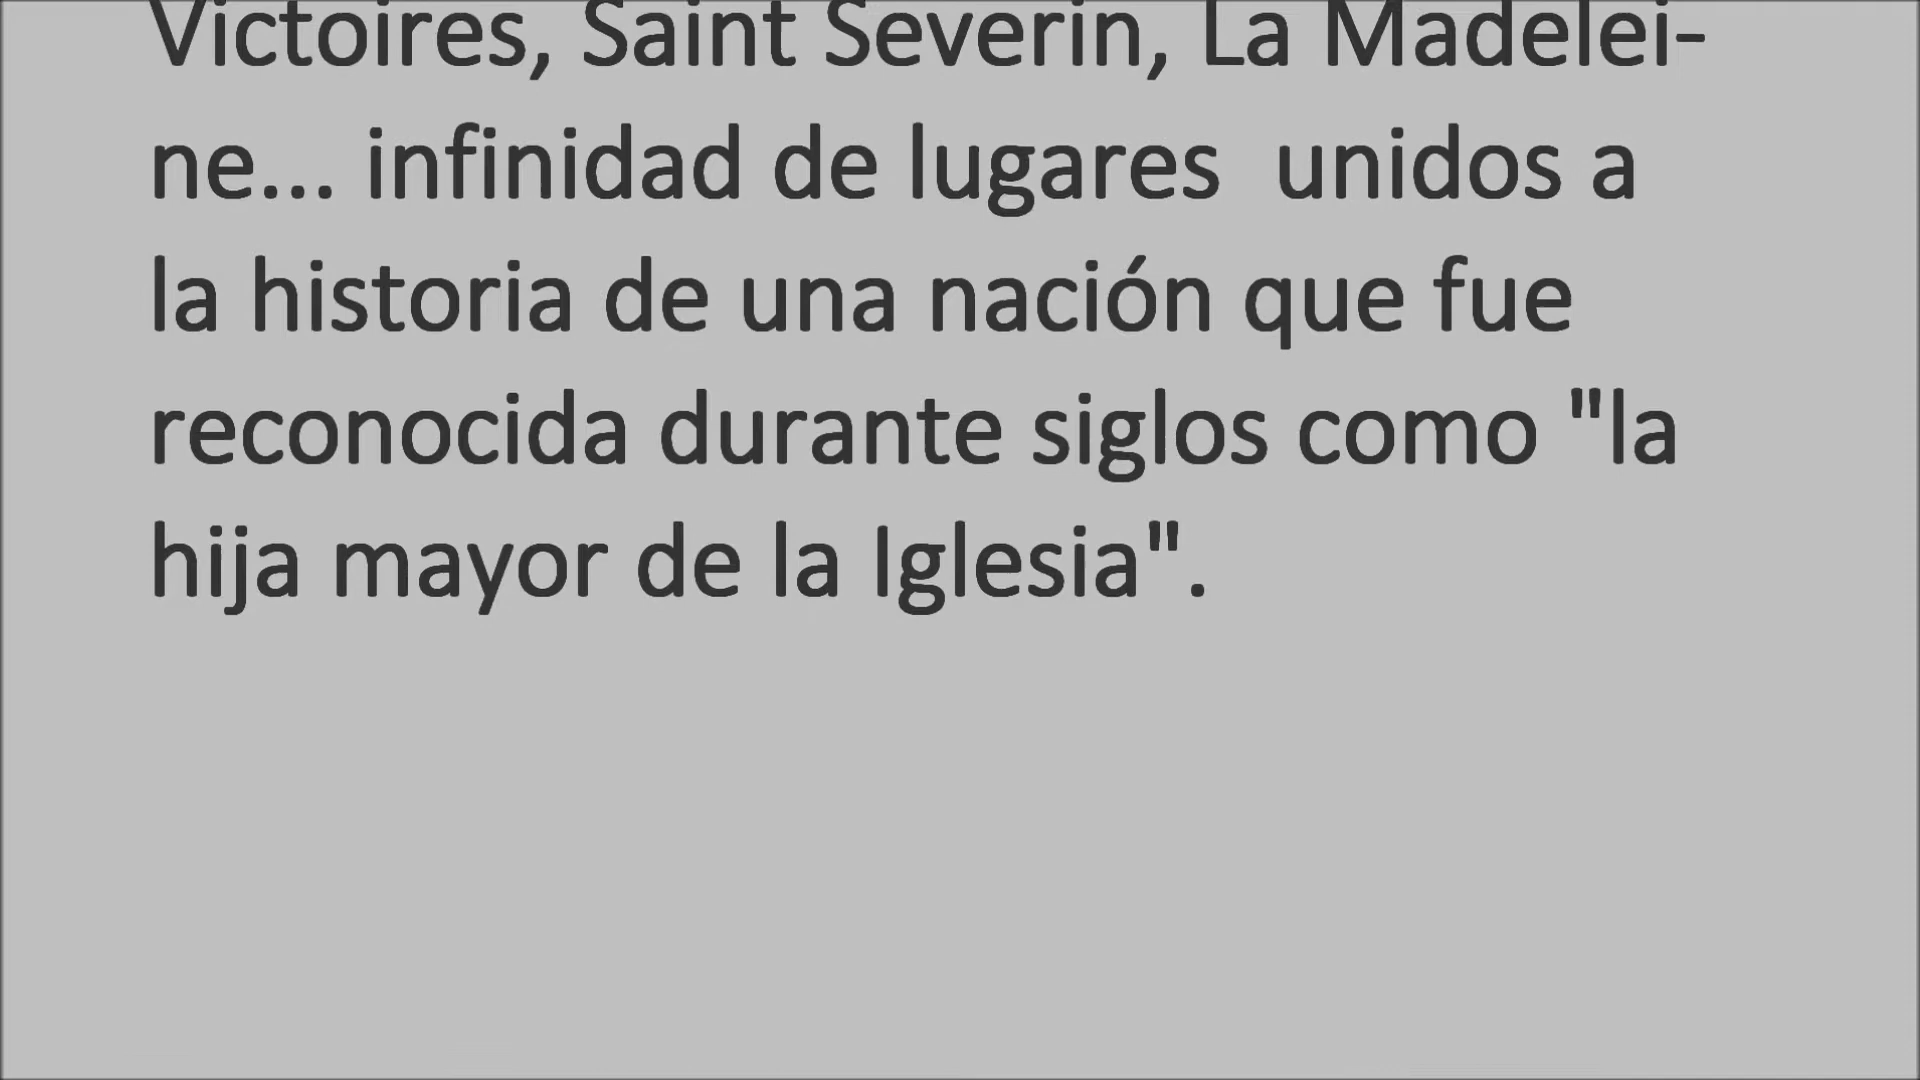 Victoires, Saint Severin, La Madelei-
ne... infinidad de lugares  unidos a
la historia de una nación que fue
reconocida durante siglos como "la
hija mayor de la Iglesia".